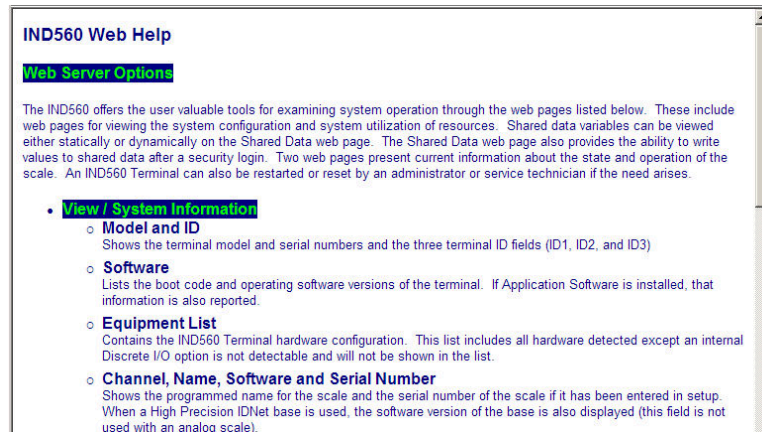 IND560 Web Help
Web Server Options
The IND560 offers the user valuable tools for examining system operation through the web pages listed below. These include
web pages for viewing the system configuration and system utilization of resources. Shared data variables can be viewed
either statically or dynamically on the Shared Data web page. The Shared Data web page also provides the ability to write
values to shared data after a security login. Two web pages present current information about the state and operation of the
scale. An IND560 Terminal can also be restarted or reset by an administrator or service technician if the need arises.
• View / System Information
o Model and ID
Shows the terminal model and serial numbers and the three terminal ID fields (ID1, ID2, and ID3)
o Software
Lists the boot code and operating software versions of the terminal. If Application Software is installed, that
information is also reported.
o Equipment List
Contains the IND560 Terminal hardware configuration. This list includes all hardware detected except an internal
Discrete I/O option is not detectable and will not be shown in the list.
o Channel, Name, Software and Serial Number
Shows the programmed name for the scale and the serial number of the scale if it has been entered in setup.
When a High Precision IDNet base is used, the software version of the base is also displayed (this field is not
used with an analog scale).